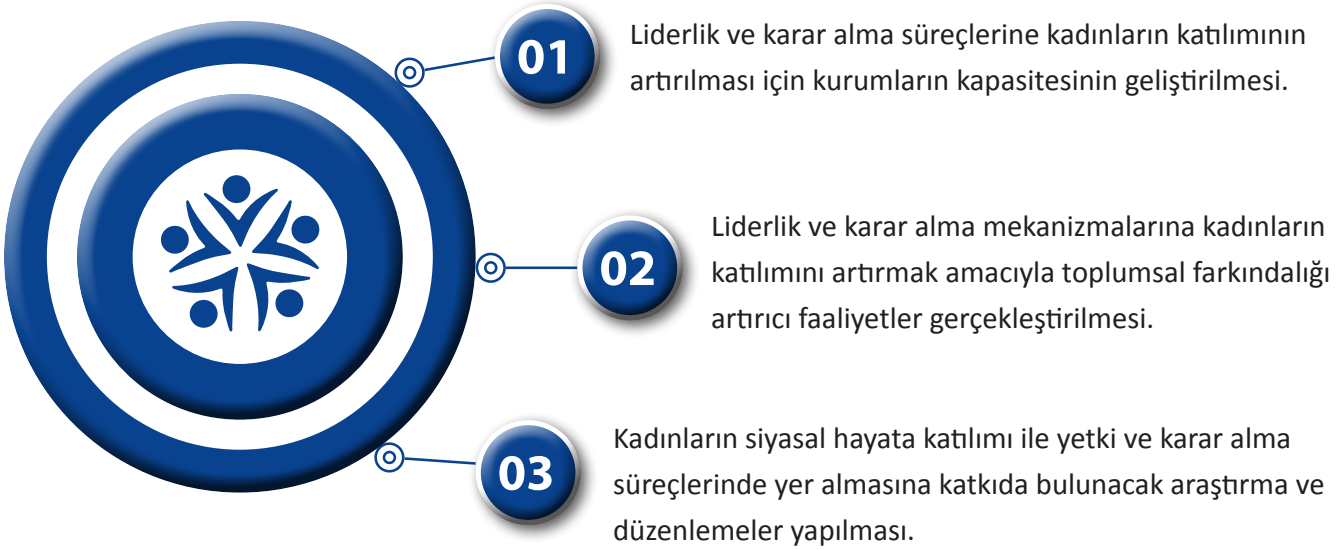 01
Liderlik ve karar alma süreçlerine kadınların katılımının
artırılması için kurumların kapasitesinin geliştirilmesi.
02
Liderlik ve karar alma mekanizmalarına kadınların
katılımını artırmak amacıyla toplumsal farkındalığı
artırıcı faaliyetler gerçekleştirilmesi.
03
Kadınların siyasal hayata katılımı ile yetki ve karar alma
süreçlerinde yer almasına katkıda bulunacak araştırma ve
düzenlemeler yapılması.